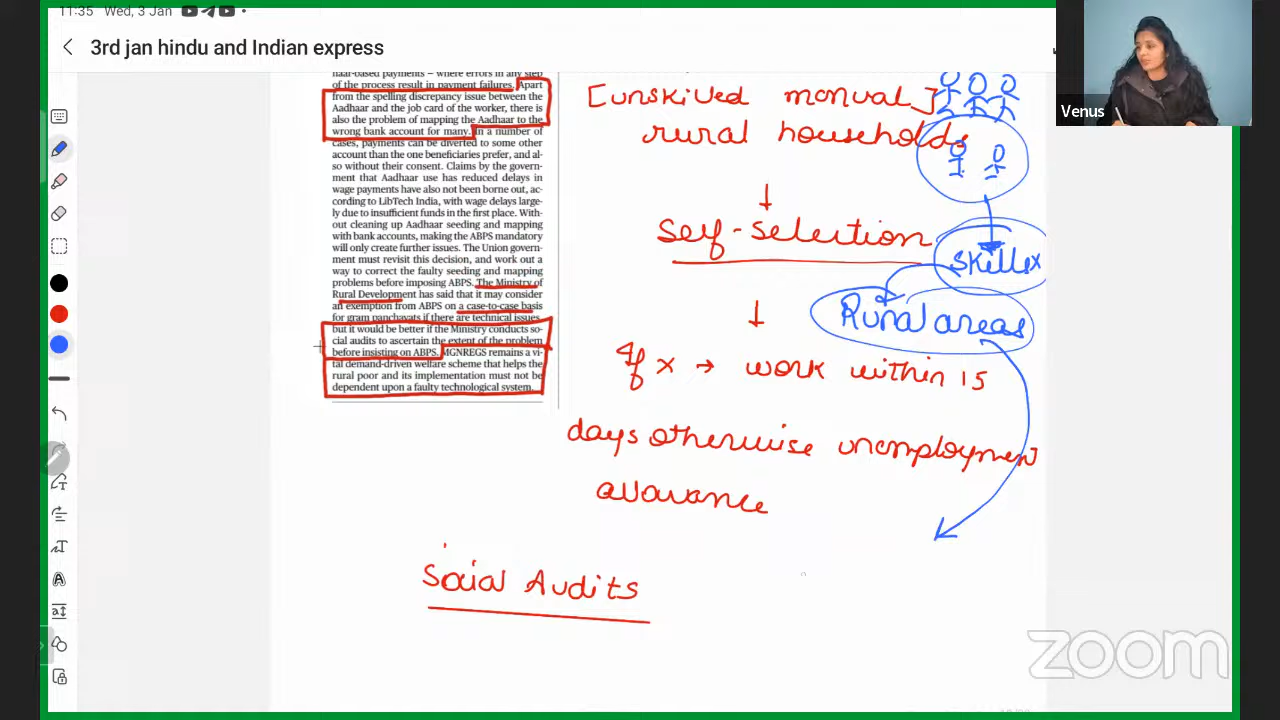 11:35 Wed, 3 Jan
3rd jan hindu and Indian express
Venus
haar-based payments — where errors in any step
of the process result in payment failures. Apart
from the spelling discrepancy issue between the
Aadhaar and the job card of the worker, there is
also the problem of mapping the Aadhaar to the
wrong bank account for many. In a number of
cases, payments can be diverted to some other
account than the one beneficiaries prefer, and al-
so without their consent. Claims by the govern-
ment that Aadhaar use has reduced delays in
wage payments have also not been borne out, ac-
cording to LibTech India, with wage delays large-
ly due to insufficient funds in the first place. With-
out cleaning up Aadhaar seeding and mapping
with bank accounts, making the ABPS mandatory
will only create further issues. The Union govern-
ment must revisit this decision, and work out a
way to correct the faulty seeding and mapping
problems before imposing ABPS. The Ministry of
Rural Development has said that it may consider
an exemption from ABPS on a case-to-case basis
for gram panchayats if there are technical issues,
but it would be better if the Ministry conducts so-
cial audits to ascertain the extent of the problem
before insisting on ABPS. MGNREGS remains a vi-
tal demand-driven welfare scheme that helps the
rural poor and its implementation must not be
dependent upon a faulty technological system.
[unskilled manual]
rural households
self-selection
skill x
Rural areas
If x → work within 15
days otherwise unemployment
allowance
Social Audits
zoom